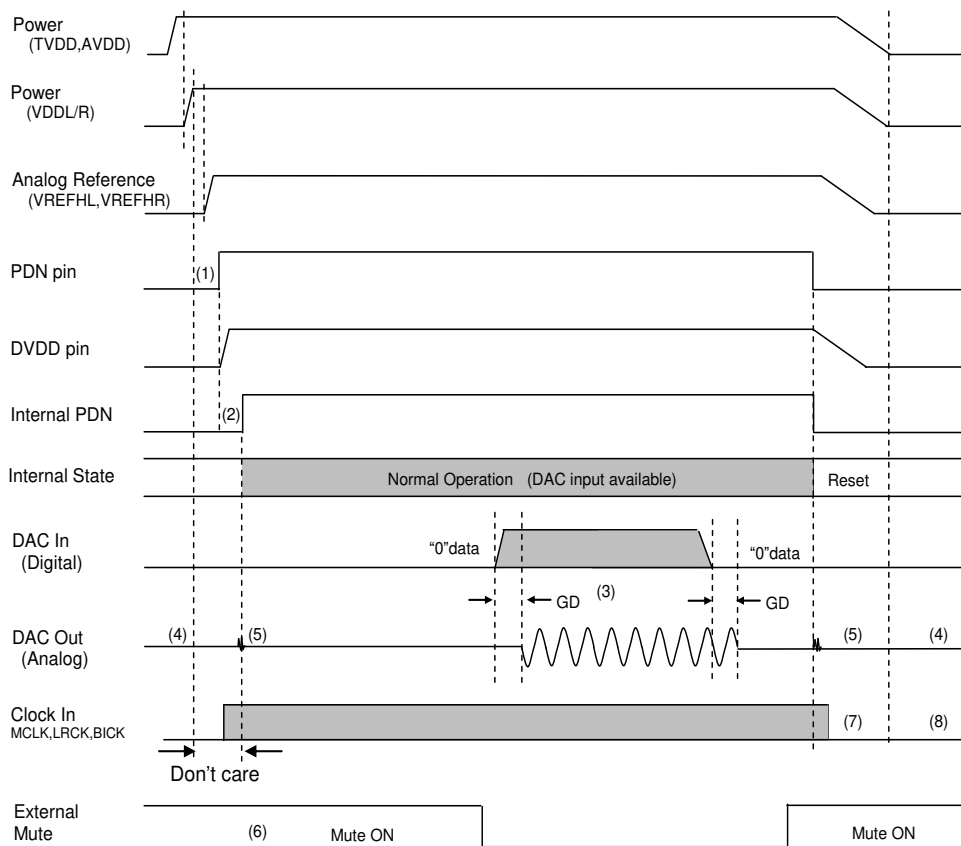 Power
(TVDD,AVDD)
Power
(VDDL/R)
Analog Reference
(VREFHL,VREFHR)
PDN pin
(1)
DVDD pin
Internal PDN
(2)
Internal State
Normal Operation (DAC input available)
Reset
DAC In
(Digital)
“0”data
“0”data
(3)
GD
GD
DAC Out
(Analog)
(4)
(5)
(5)
(4)
Clock In
MCLK,LRCK,BICK
(7)
(8)
Don’t care
External
Mute
(6)
Mute ON
Mute ON